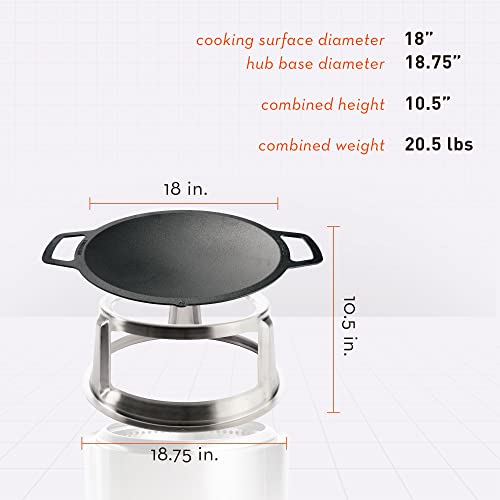 cooking surface diameter 18”
hub base diameter 18.75”
combined height 10.5”
combined weight 20.5 lbs
18 in.
10.5 in.
18.75 in.